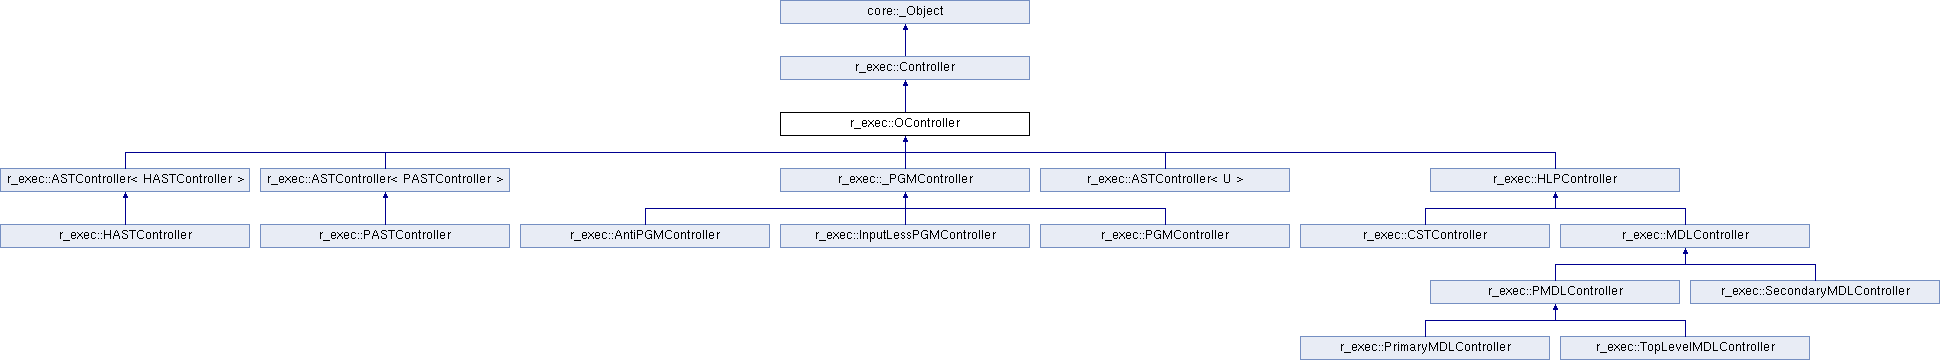 core::_Object
r_exec::Controller
r_exec::OController
r_exec::ASTController< HASTController >
r_exec::ASTController< PASTController >
r_exec::_PGMController
r_exec::ASTController< U >
r_exec::HLPController
r_exec::HASTController
r_exec::PASTController
r_exec::AntiPGMController
r_exec::InputLessPGMController
r_exec::PGMController
r_exec::CSTController
r_exec::MDLController
r_exec::PMDLController
r_exec::SecondaryMDLController
r_exec::PrimaryMDLController
r_exec::TopLevelMDLController